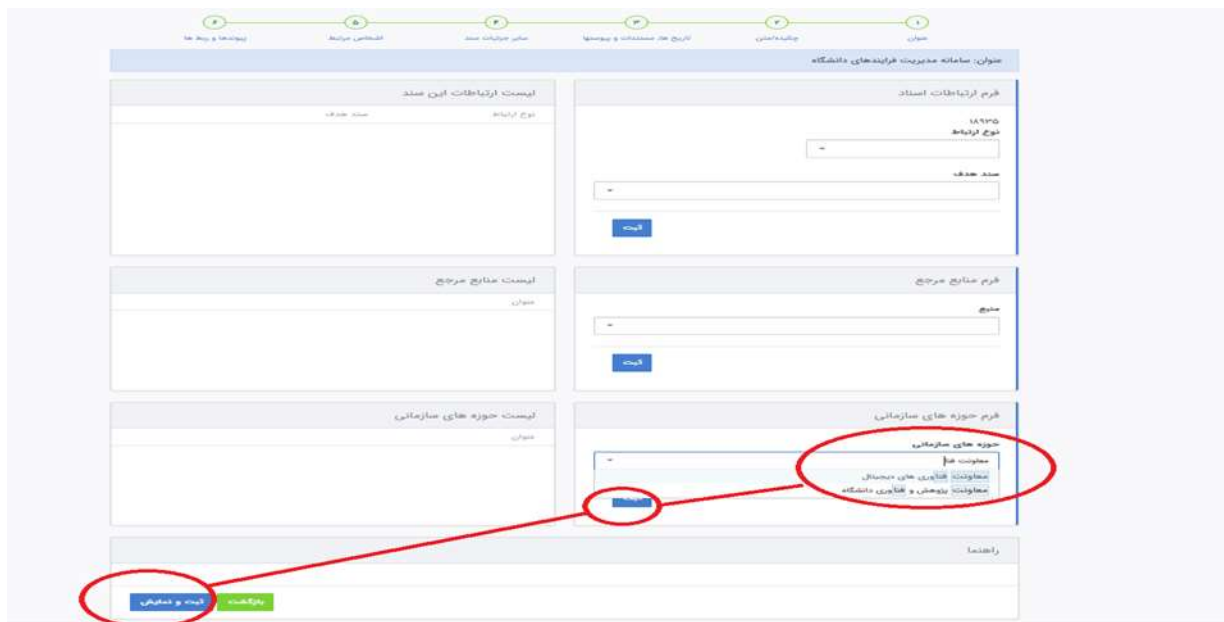 ۱ ۲ ۳ ۴ ۵ ۶
عنوان چکیده/متن تاریخ ها، مستندات و پیوستها سایر جزئیات سند اشخاص مرتبط پیوندها و ربط ها
عنوان: سامانه مدیریت فرایندهای دانشگاه
فرم ارتباطات اسناد
۱۸۹۳۵
نوع ارتباط
سند هدف
ثبت
لیست ارتباطات این سند
نوع ارتباط سند هدف
فرم منابع مرجع
منبع
ثبت
لیست منابع مرجع
عنوان
فرم حوزه های سازمانی
حوزه های سازمانی
معاونت فنا
معاونت فناوری های دیجیتال
معاونت پژوهش و فناوری دانشگاه
لیست حوزه های سازمانی
عنوان
راهنما
بازگشت ثبت و نمایش